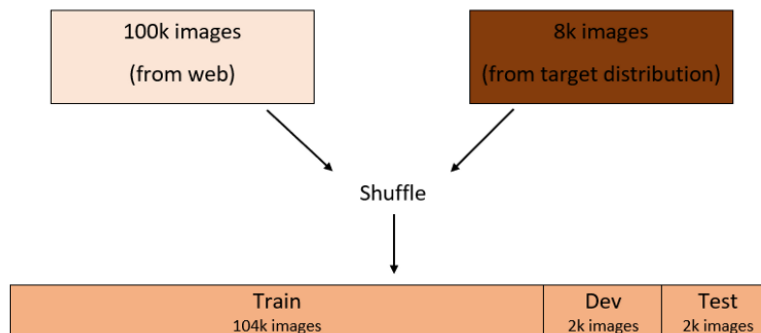 100k images
(from web)
8k images
(from target distribution)
Shuffle
Train
104k images
Dev
2k images
Test
2k images